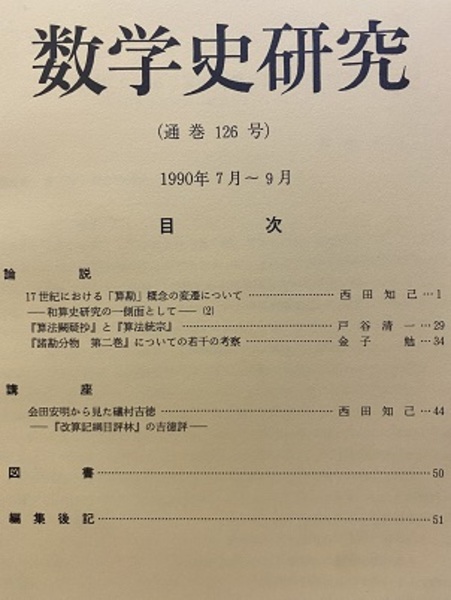 数学史研究
(通巻 126 号)
1990年 7月～9月
目 次
論 説
17世紀における「算勘」概念の変遷について ………………… 西田知己 … 1
――和算史研究の一側面として―― (2)
『算法闕疑抄』と『算法統宗』 ………………… 戸谷清一 … 29
『諸勘分物 第二巻』についての若干の考察 ………………… 金子 勉 … 34
講 座
会田安明から見た礒村吉徳 ………………… 西田知己 … 44
――『改算記綱目評林』の吉徳評――
図 書 ………………… 50
編集後記 ………………… 51